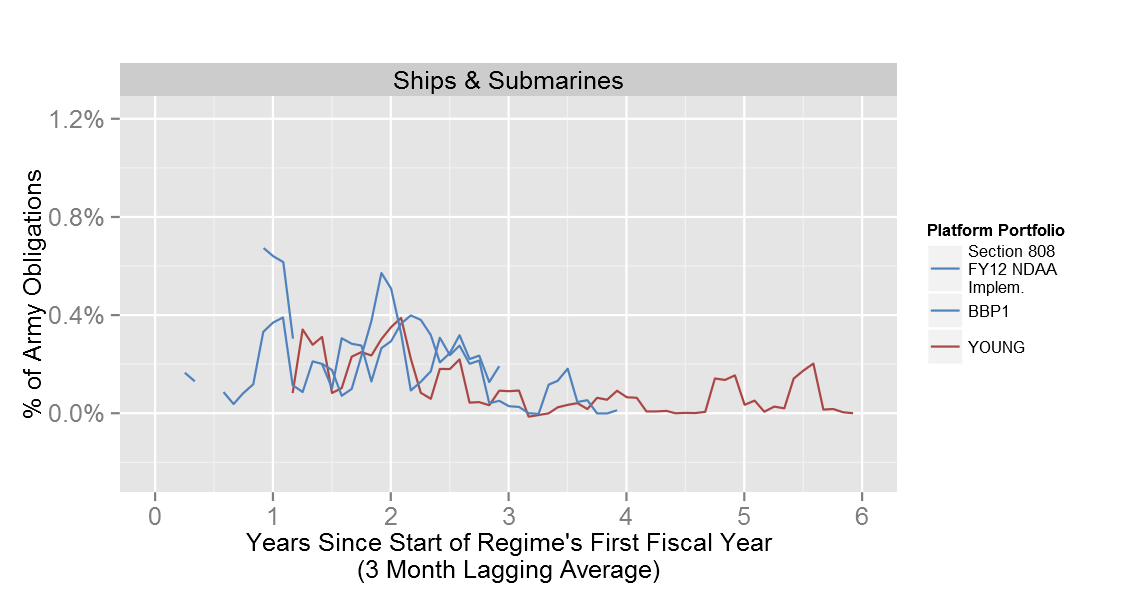 Ships & Submarines
1.2%
0.8%
0.4%
0.0%
% of Army Obligations
0 1 2 3 4 5 6
Years Since Start of Regime's First Fiscal Year
(3 Month Lagging Average)
Platform Portfolio
Section 808
FY12 NDAA
Implem.
BBP1
YOUNG